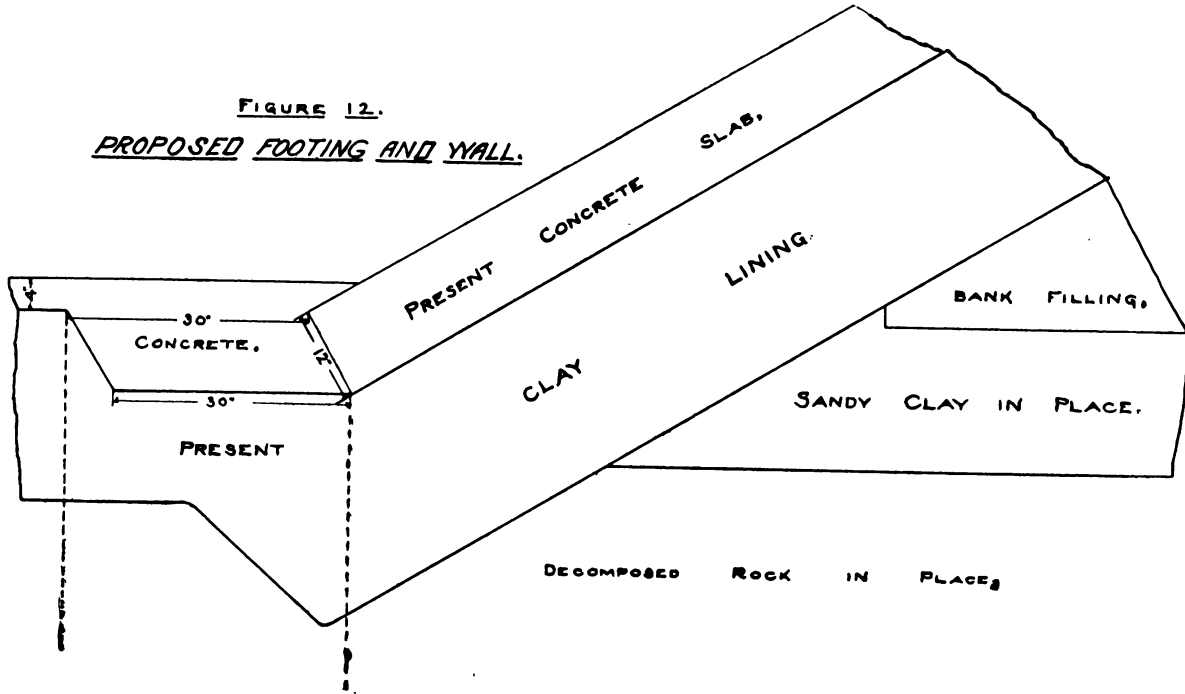 FIGURE 12.
PROPOSED FOOTING AND WALL.
PRESENT CONCRETE SLAB.
CLAY LINING.
BANK FILLING.
4"
30"
CONCRETE.
12"
30"
SANDY CLAY IN PLACE.
PRESENT
DECOMPOSED ROCK IN PLACE